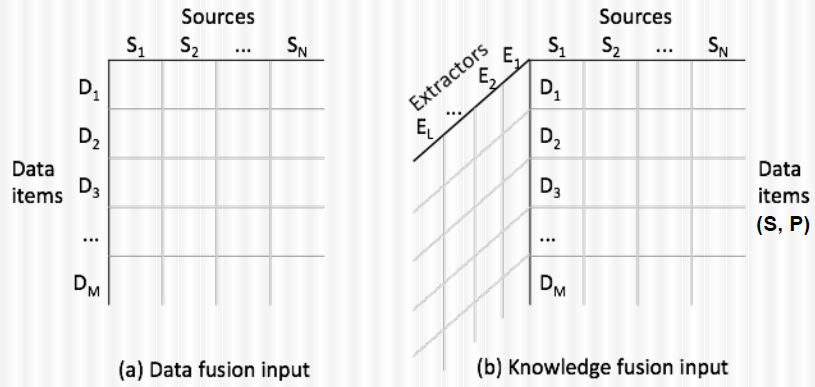 Sources
S1 S2 ... SN
D1
D2
Data items
D3
...
DM
(a) Data fusion input
Sources
Extractors
E1 S1 S2 ... SN
E2
...
EL
D1
D2
D3
...
DM
Data
items
(S, P)
(b) Knowledge fusion input